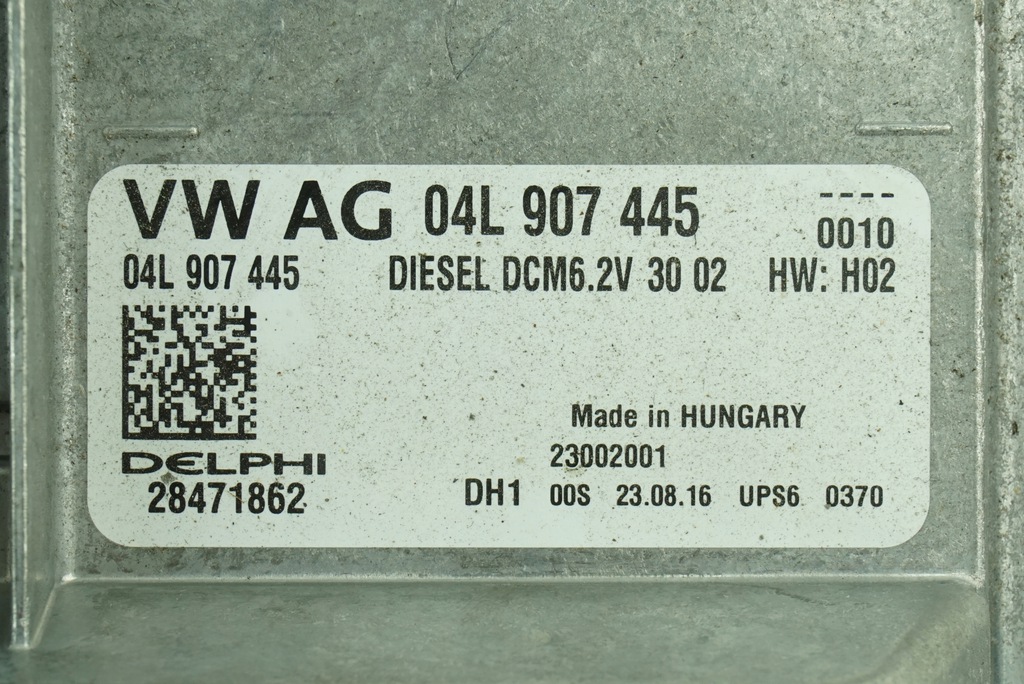 VW AG 04L 907 445 ----
0010
04L 907 445 DIESEL DCM6.2V 30 02 HW: H02
Made in HUNGARY
DELPHI 23002001
28471862 DH1 00S 23.08.16 UPS6 0370